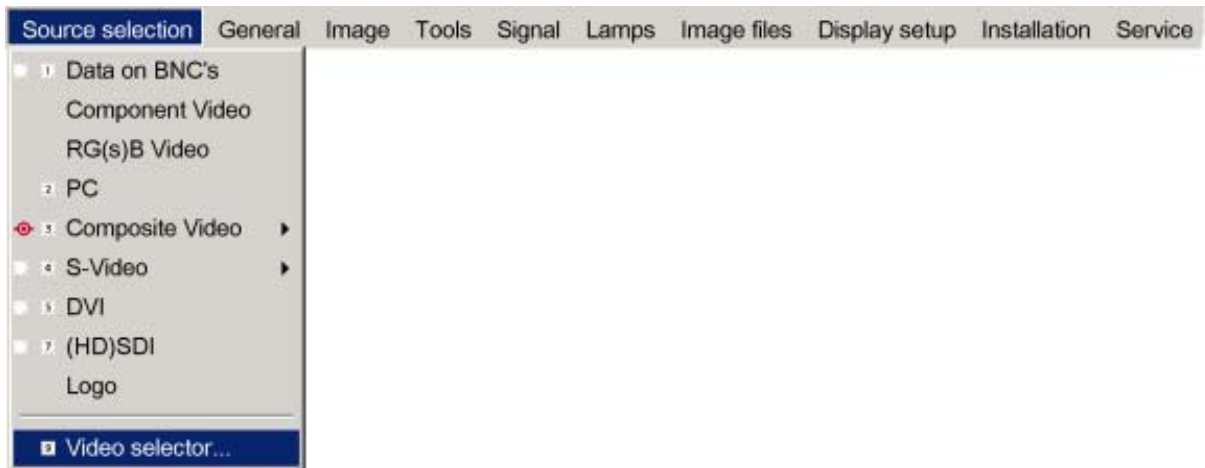 Source selection General Image Tools Signal Lamps Image files Display setup Installation Service
1 Data on BNC's
Component Video
RG(s)B Video
2 PC
3 Composite Video
4 S-Video
5 DVI
7 (HD)SDI
Logo
9 Video selector...